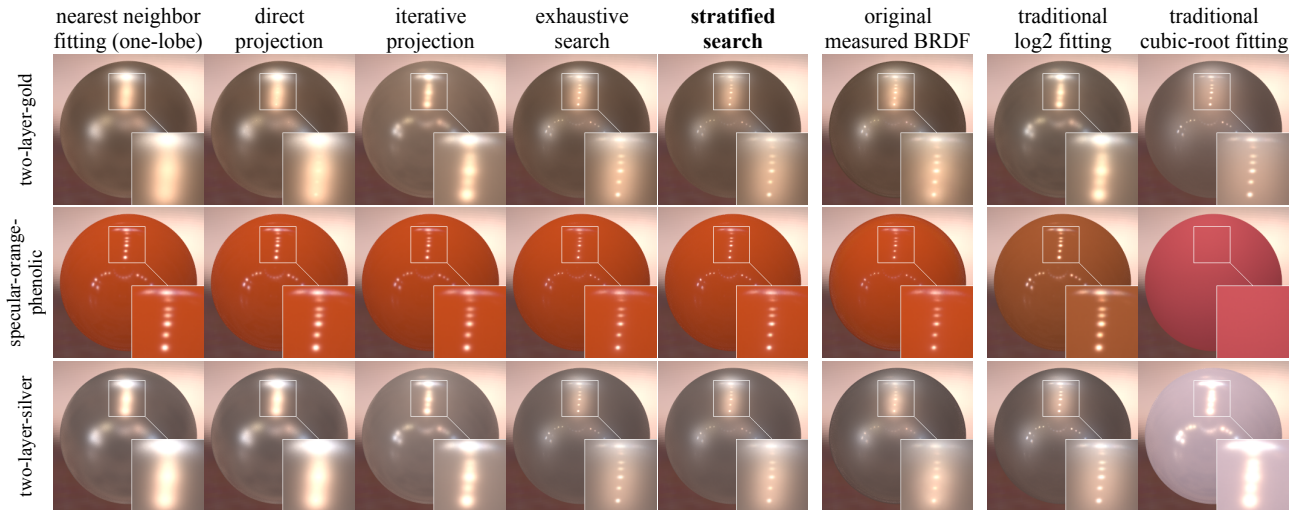 nearest neighbor
fitting (one-lobe)
direct
projection
iterative
projection
exhaustive
search
stratified
search
original
measured BRDF
traditional
log2 fitting
traditional
cubic-root fitting
two-layer-gold
specular-orange-
phenolic
two-layer-silver